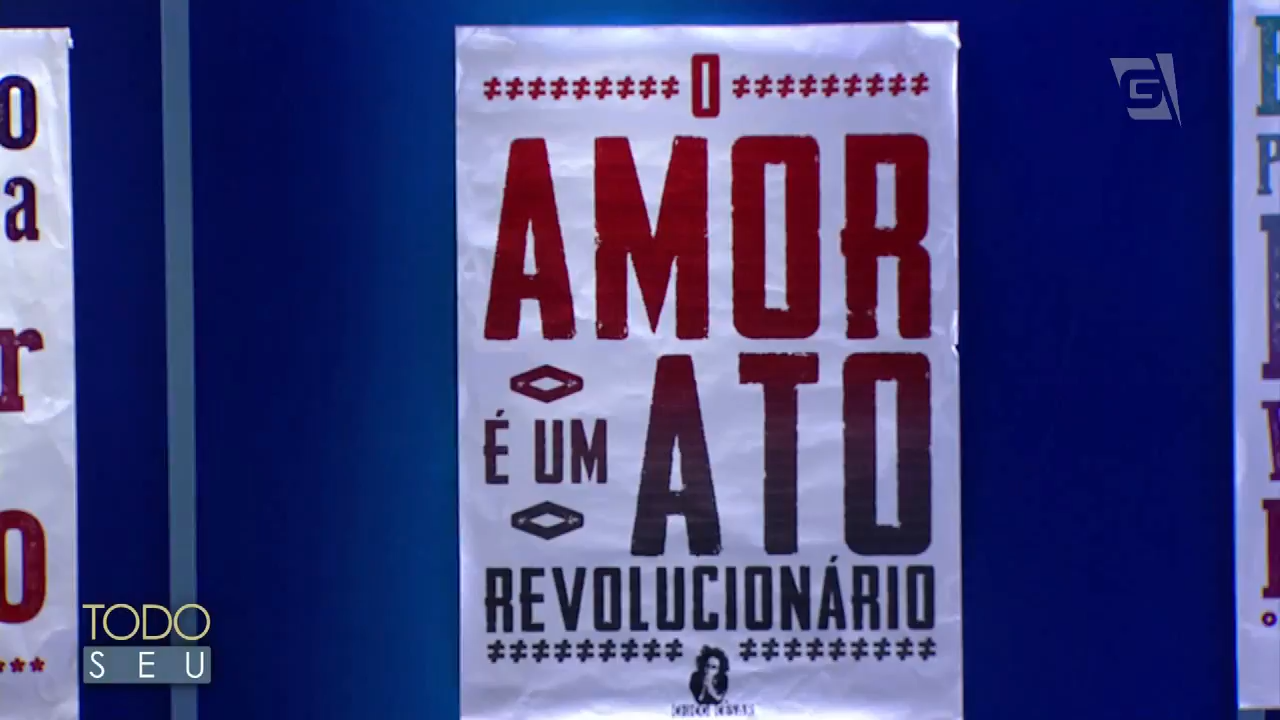 O
AMOR
É UM
ATO
REVOLUCIONÁRIO
o
a
r
O
TODO
SEU
G